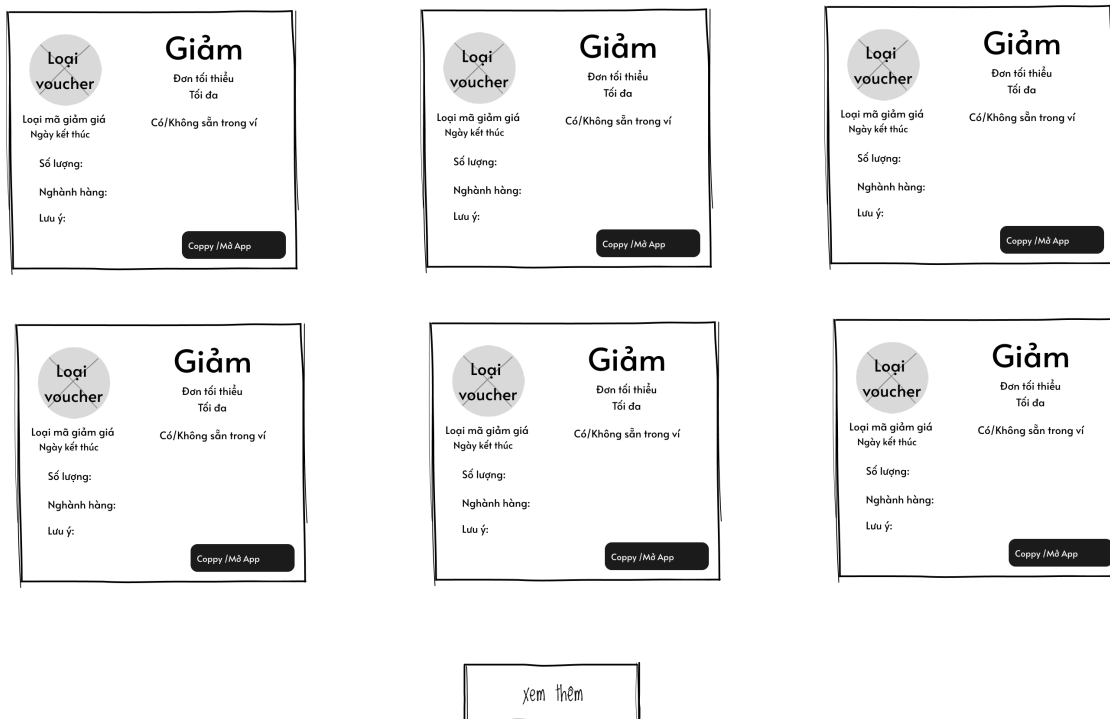 Loại
voucher
Giảm
Đơn tối thiểu
Tối đa
Loại mã giảm giá
Ngày kết thúc
Có/Không sẵn trong ví
Số lượng:
Nghành hàng:
Lưu ý:
Coppy /Mở App
Loại
voucher
Giảm
Đơn tối thiểu
Tối đa
Loại mã giảm giá
Ngày kết thúc
Có/Không sẵn trong ví
Số lượng:
Nghành hàng:
Lưu ý:
Coppy /Mở App
Loại
voucher
Giảm
Đơn tối thiểu
Tối đa
Loại mã giảm giá
Ngày kết thúc
Có/Không sẵn trong ví
Số lượng:
Nghành hàng:
Lưu ý:
Coppy /Mở App
Loại
voucher
Giảm
Đơn tối thiểu
Tối đa
Loại mã giảm giá
Ngày kết thúc
Có/Không sẵn trong ví
Số lượng:
Nghành hàng:
Lưu ý:
Coppy /Mở App
Loại
voucher
Giảm
Đơn tối thiểu
Tối đa
Loại mã giảm giá
Ngày kết thúc
Có/Không sẵn trong ví
Số lượng:
Nghành hàng:
Lưu ý:
Coppy /Mở App
Loại
voucher
Giảm
Đơn tối thiểu
Tối đa
Loại mã giảm giá
Ngày kết thúc
Có/Không sẵn trong ví
Số lượng:
Nghành hàng:
Lưu ý:
Coppy /Mở App
xem thêm